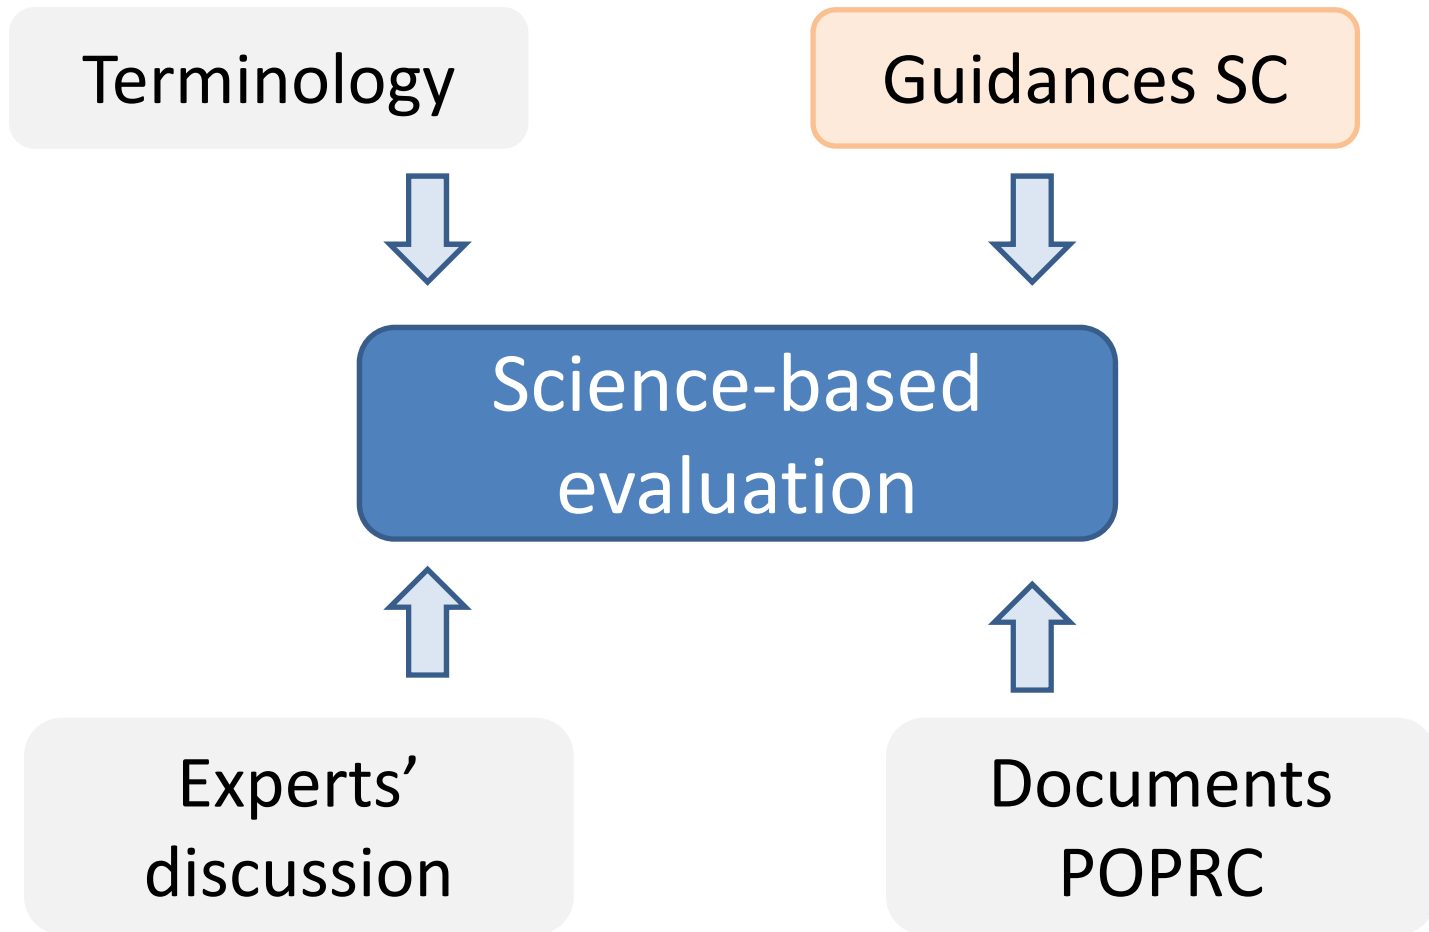 Terminology
Guidances SC
Science-based
evaluation
Experts’
discussion
Documents
POPRC